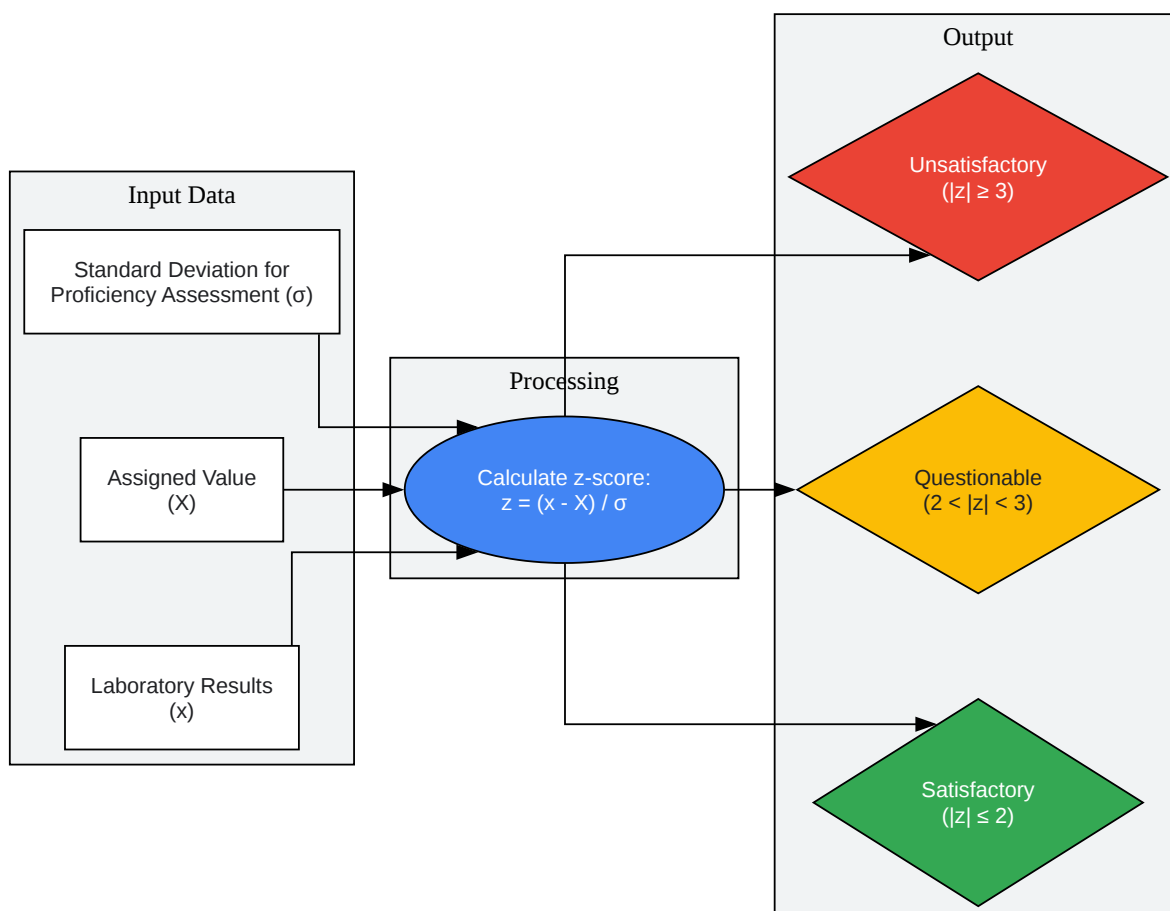 Input Data
Standard Deviation for
Proficiency Assessment (σ)
Assigned Value
(X)
Laboratory Results
(x)
Processing
Calculate z-score:
z = (x - X) / σ
Output
Unsatisfactory
(|z| ≥ 3)
Questionable
(2 < |z| < 3)
Satisfactory
(|z| ≤ 2)